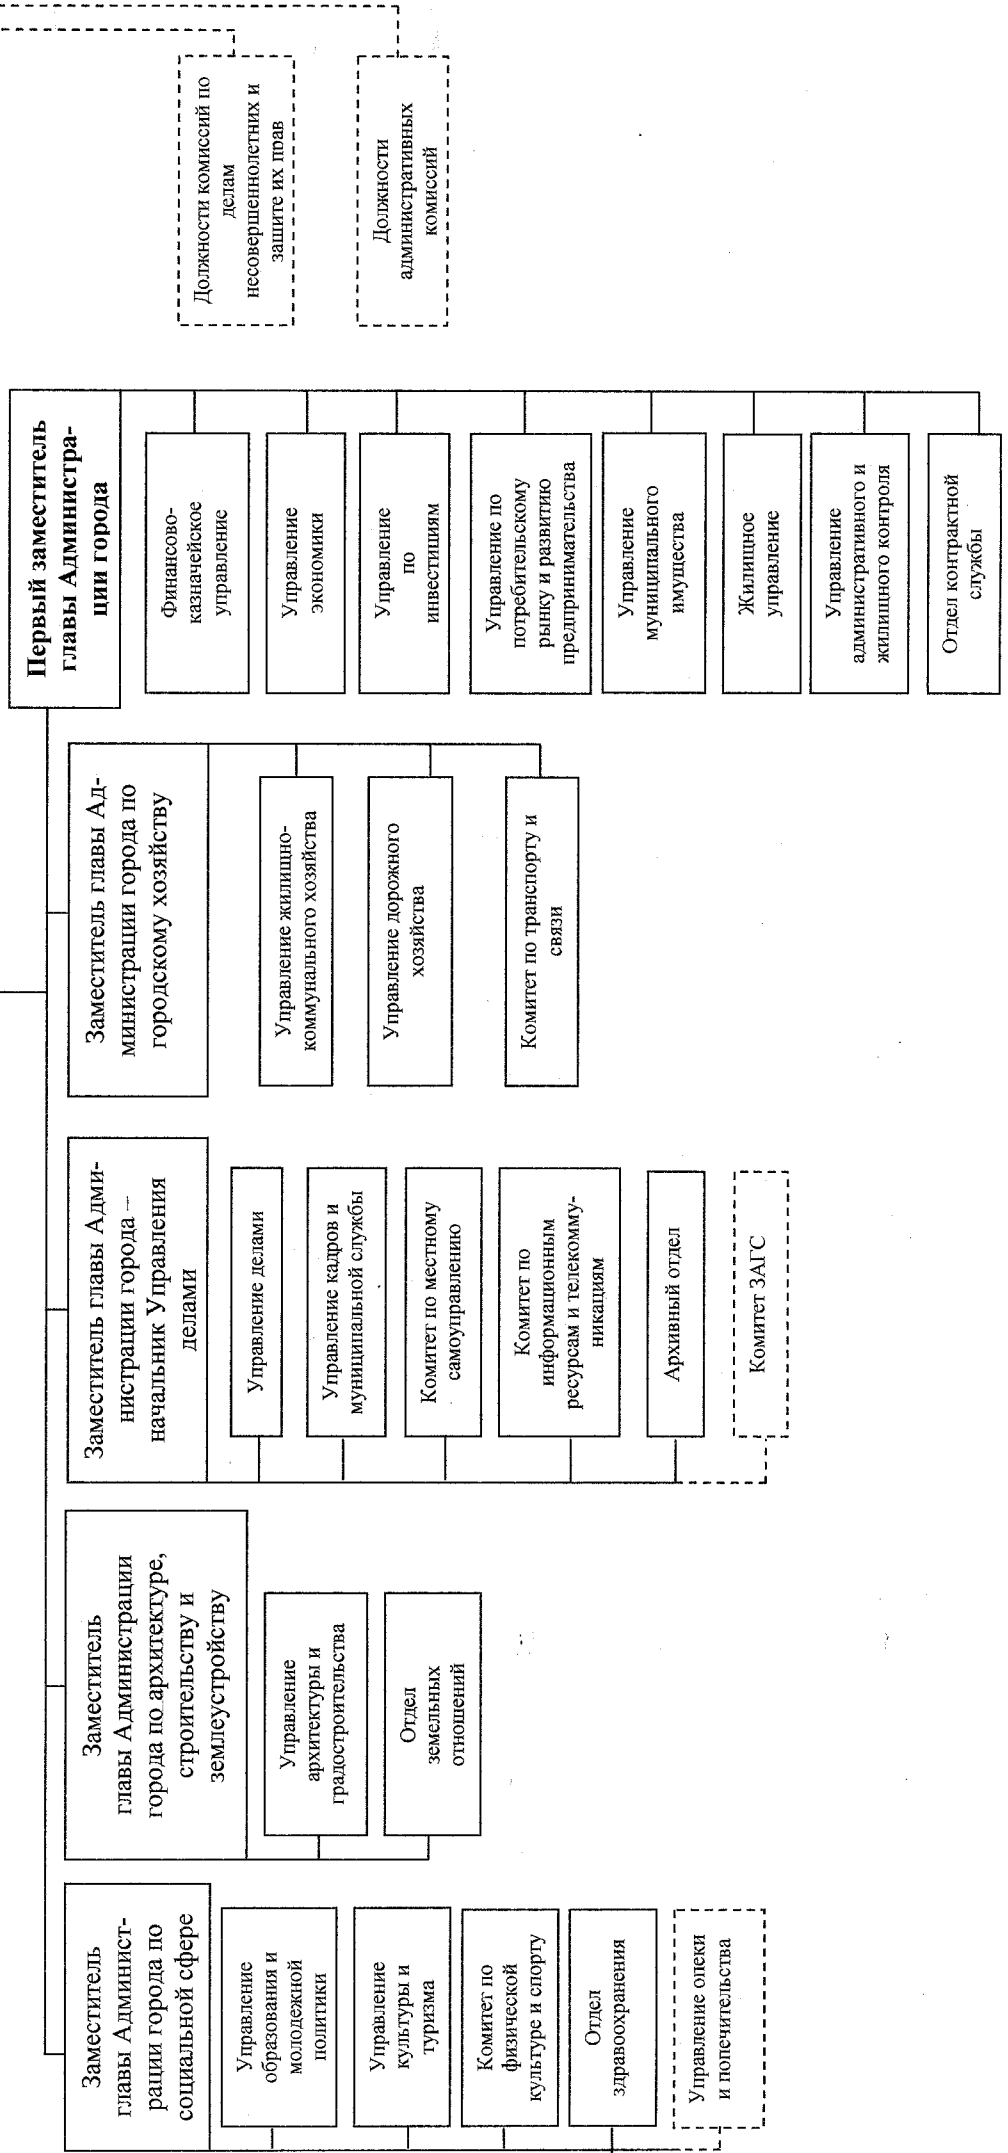 Заместитель
главы Админист-
рации города по
социальной сфере
Управление
образования и
молодежной
политики
Управление
культуры и
туризма
Комитет по
физической
культуре и спорту
Отдел
здравоохранения
Управление опеки
и попечительства
Заместитель
главы Администрации
города по архитектуре,
строительству и
землеустройству
Управление
архитектуры и
градостроительства
Отдел
земельных
отношений
Заместитель главы Адми-
нистрации города –
начальник Управления
делами
Управление делами
Управление кадров и
муниципальной службы
Комитет по местному
самоуправлению
Комитет по
информационным
ресурсам и телекомму-
никациям
Архивный отдел
Комитет ЗАГС
Заместитель главы Ад-
министрации города по
городскому хозяйству
Управление жилищно-
коммунального хозяйства
Управление дорожного
хозяйства
Комитет по транспорту и
связи
Первый заместитель
главы Администра-
ции города
Финансово-
казначейское
управление
Управление
экономики
Управление
по
инвестициям
Управление по
потребительскому
рынку и развитию
предпринимательства
Управление
муниципального
имущества
Жилищное
управление
Управление
административного и
жилищного контроля
Отдел контрактной
службы
Должности комиссий по
делам
несовершеннолетних и
защите их прав
Должности
административных
комиссий